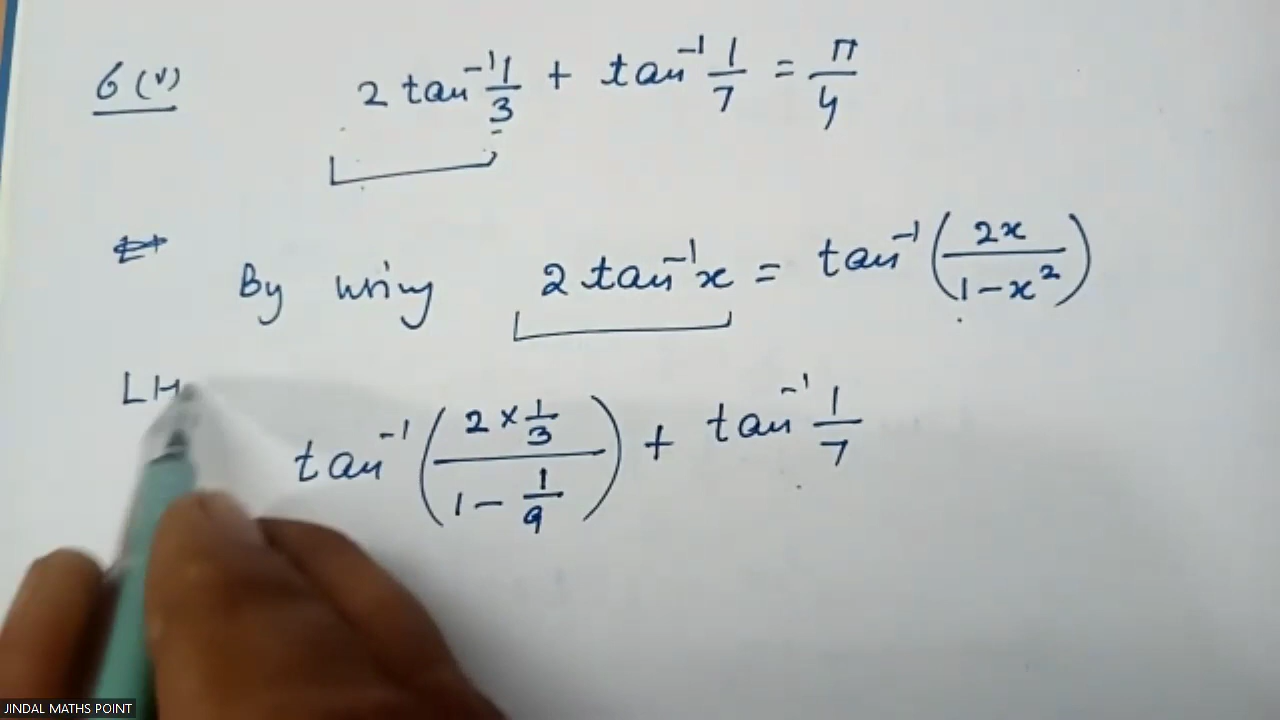 6 (v) 2 tan⁻¹ 1/3 + tan⁻¹ 1/7 = π/4
By using 2 tan⁻¹x = tan⁻¹ (2x / 1 - x²)
LH
tan⁻¹ (2 × 1/3 / 1 - 1/9) + tan⁻¹ 1/7
JINDAL MATHS POINT